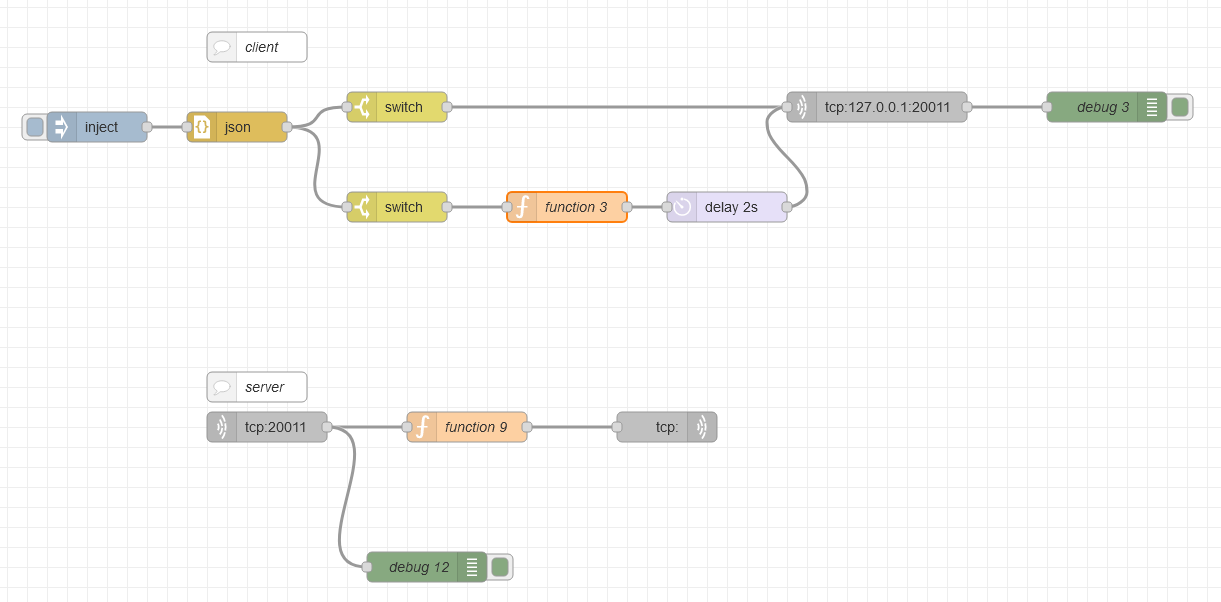 client
inject
json
switch
tcp:127.0.0.1:20011
debug 3
switch
function 3
delay 2s
server
tcp:20011
function 9
tcp:
debug 12